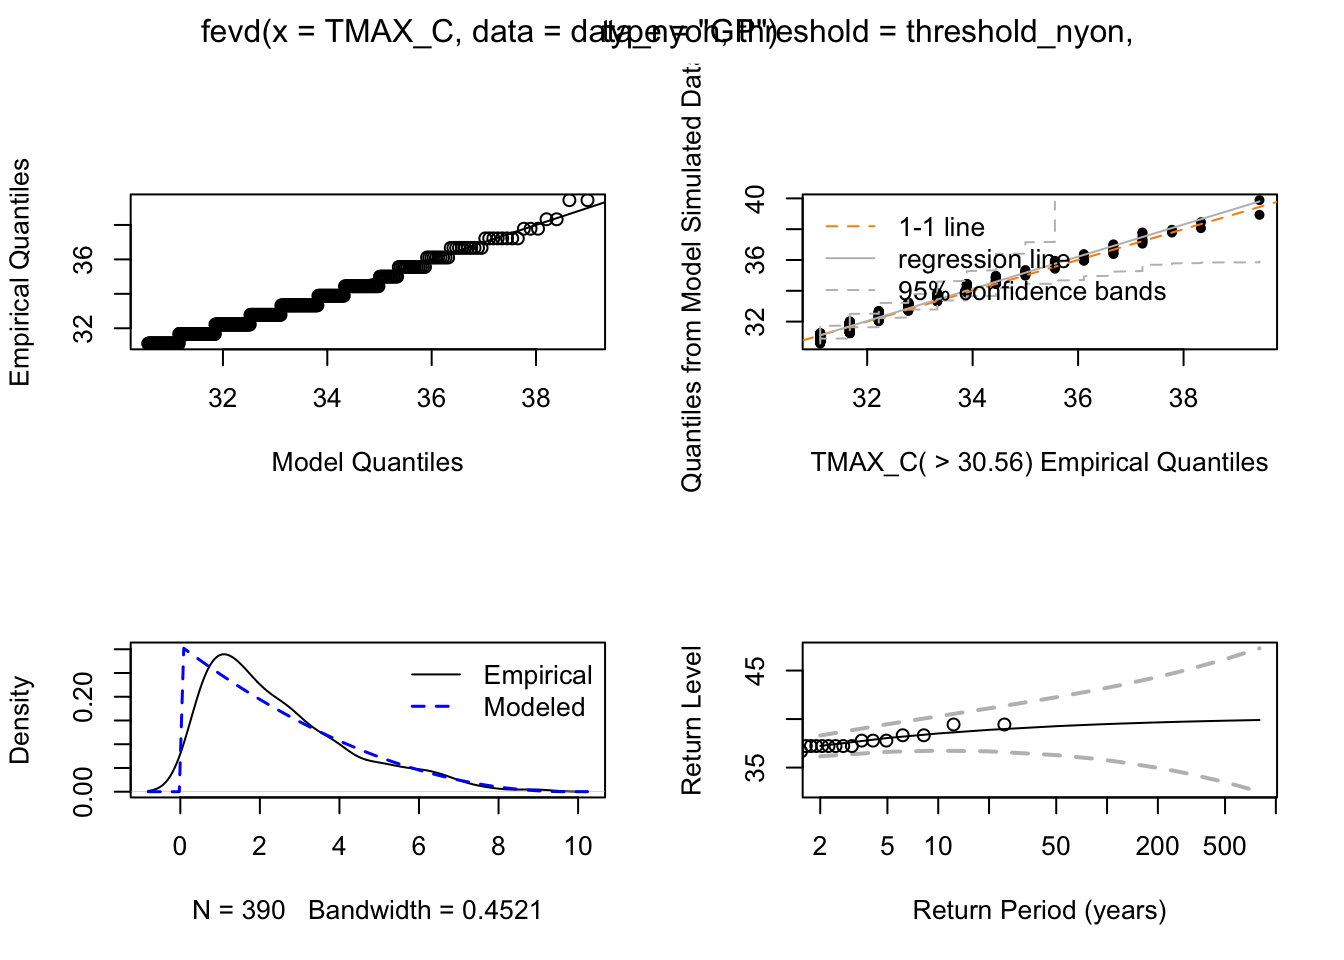 fevd(x = TMAX_C, data = data_nyon, threshold = threshold_nyon,
type = "GP")
Empirical Quantiles
32
36
32
34
36
38
Model Quantiles
Quantiles from Model Simulated Dat
32
36
40
1-1 line
regression line
95% confidence bands
32
34
36
38
TMAX_C( > 30.56) Empirical Quantiles
Density
0.00
0.20
Empirical
Modeled
0
2
4
6
8
10
N = 390 Bandwidth = 0.4521
Return Level
35
45
2
5
10
50
200
500
Return Period (years)